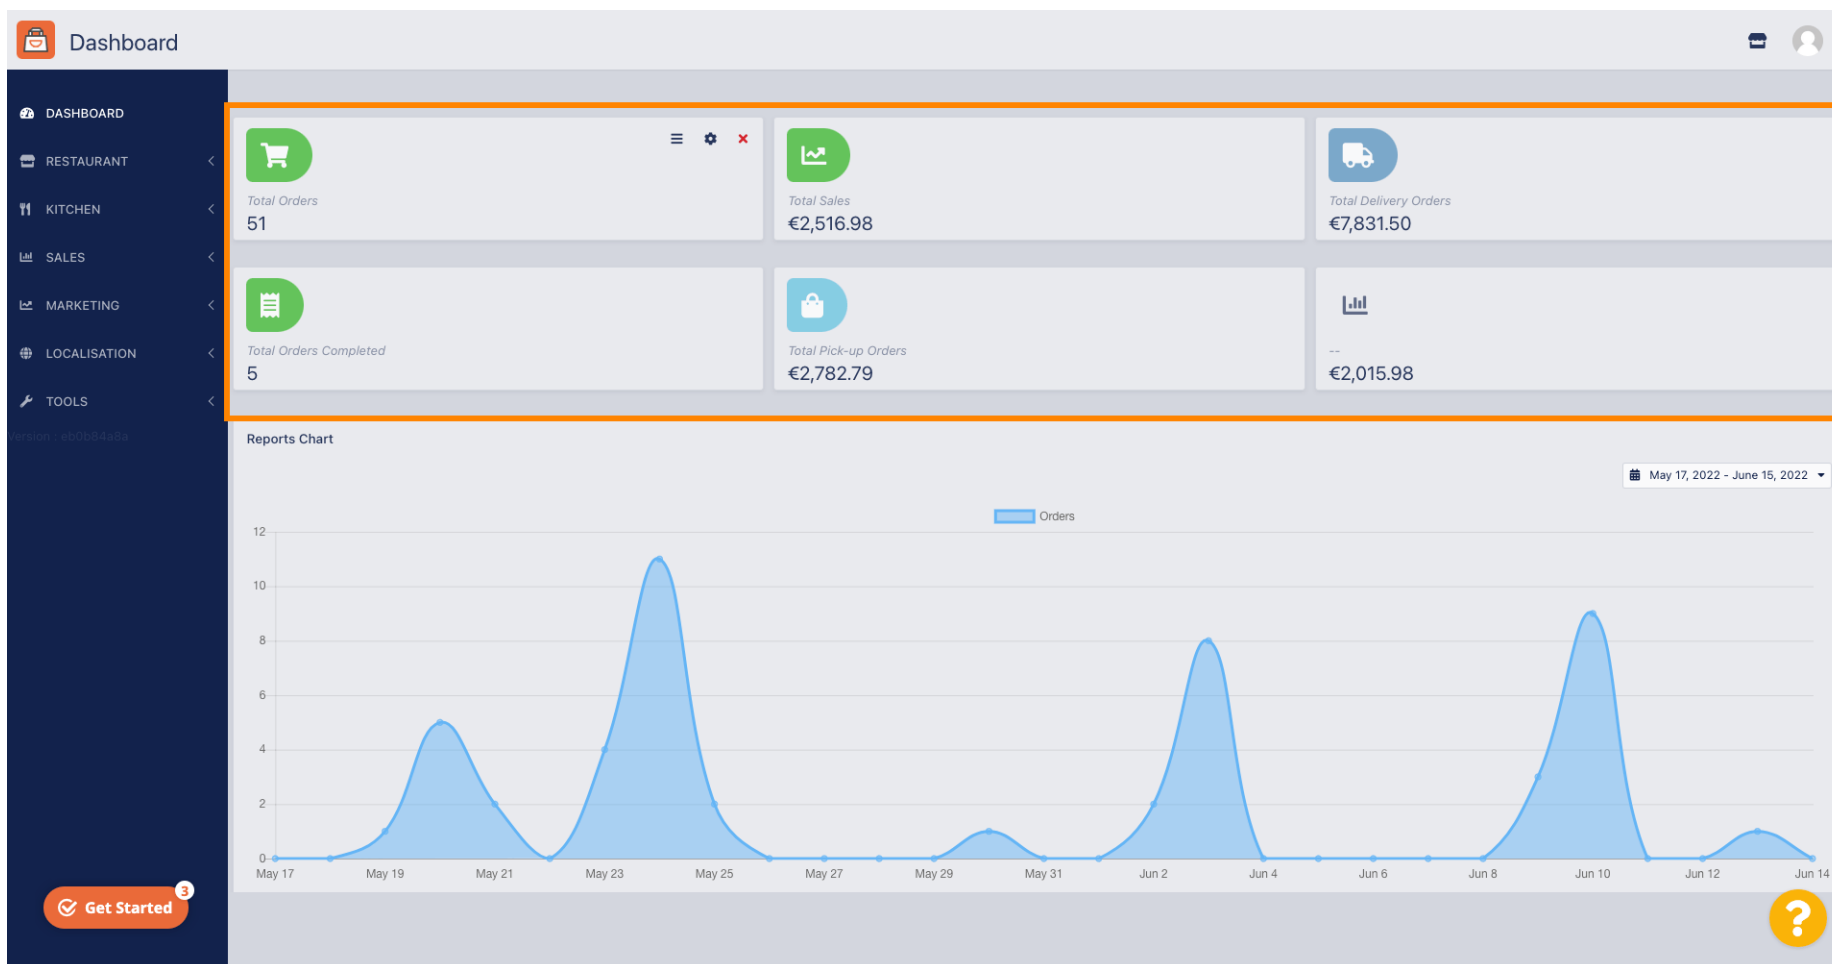 Dashboard
DASHBOARD
RESTAURANT
KITCHEN
SALES
MARKETING
LOCALISATION
TOOLS
Version : eb0b84a8a
Total Orders
51
Total Sales
€2,516.98
Total Delivery Orders
€7,831.50
Total Orders Completed
5
Total Pick-up Orders
€2,782.79
--
€2,015.98
Reports Chart
May 17, 2022 - June 15, 2022
Orders
12
10
8
6
4
2
0
May 17 May 19 May 21 May 23 May 25 May 27 May 29 May 31 Jun 2 Jun 4 Jun 6 Jun 8 Jun 10 Jun 12 Jun 14
3
Get Started
?